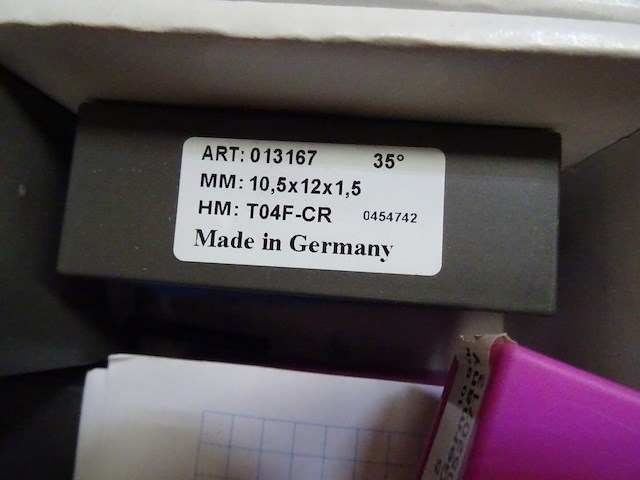 ART: 013167 35°
MM: 10,5x12x1,5
HM: T04F-CR 0454742
Made in Germany